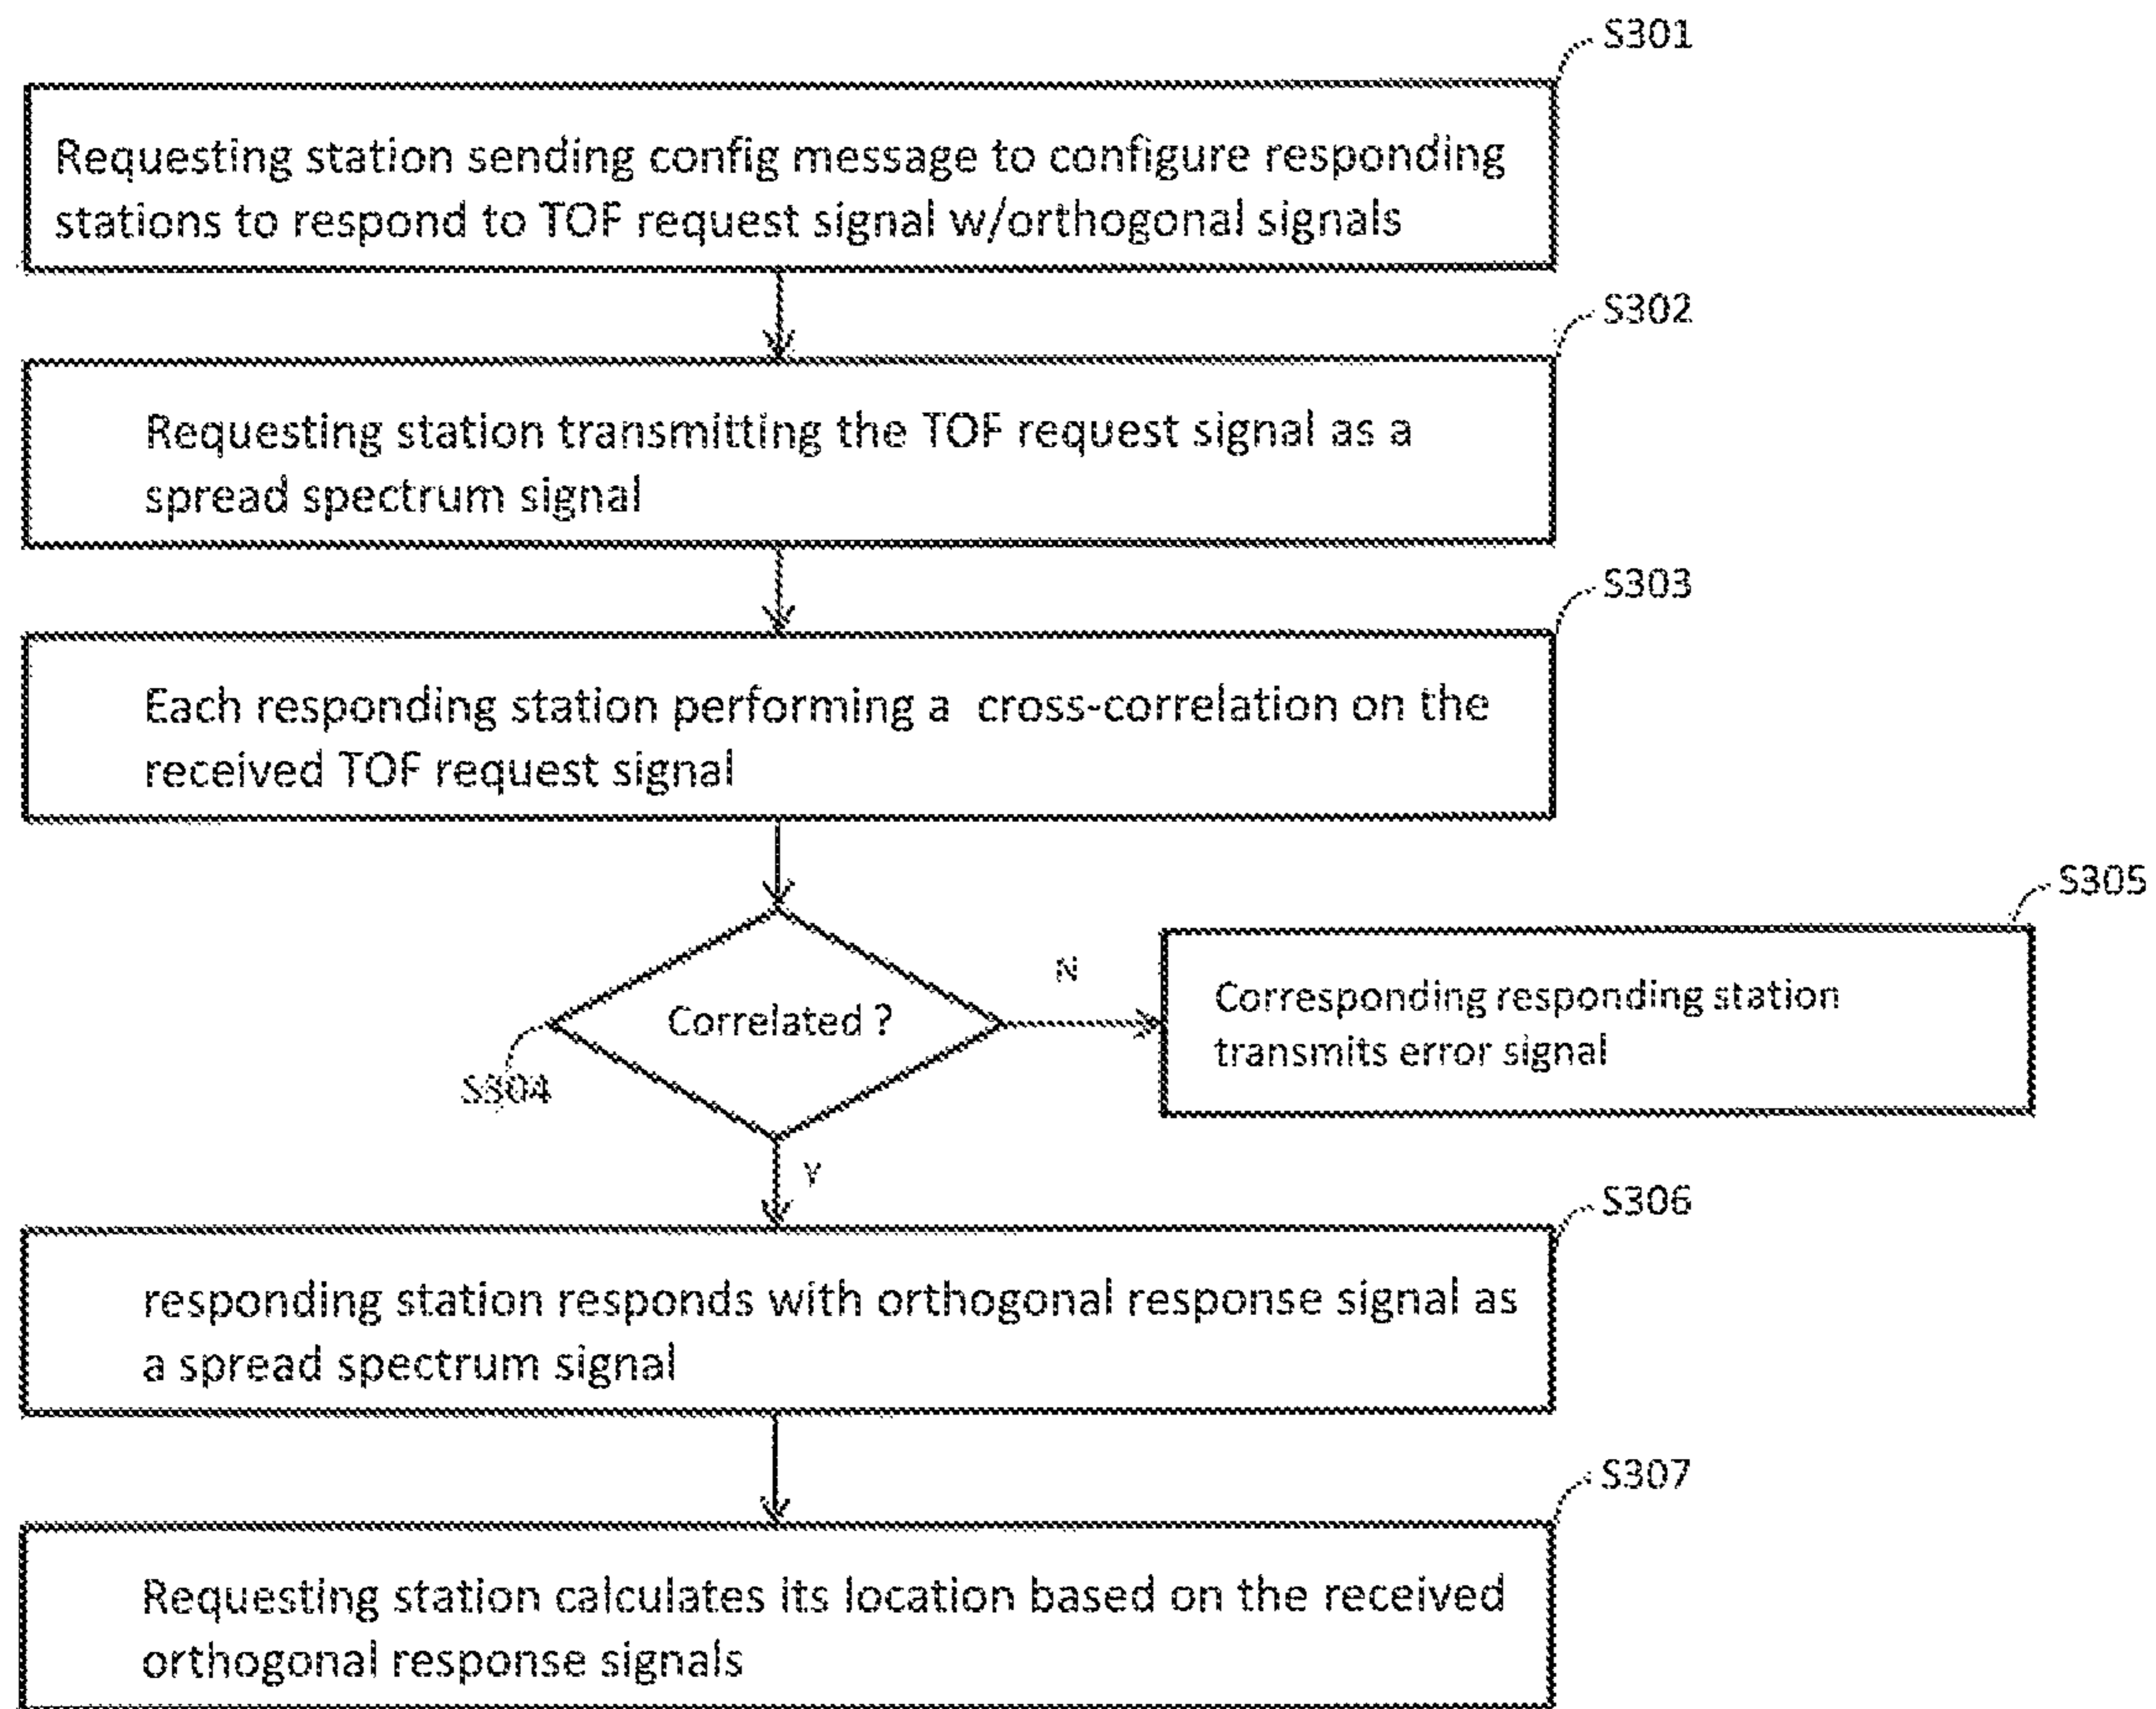 S301
Requesting station sending config message to configure responding
stations to respond to TOF request signal w/orthogonal signals
S302
Requesting station transmitting the TOF request signal as a
spread spectrum signal
S303
Each responding station performing a cross-correlation on the
received TOF request signal
S305
N
Correlated ?
Corresponding responding station
transmits error signal
S304
Y
S306
responding station responds with orthogonal response signal as
a spread spectrum signal
S307
Requesting station calculates its location based on the received
orthogonal response signals